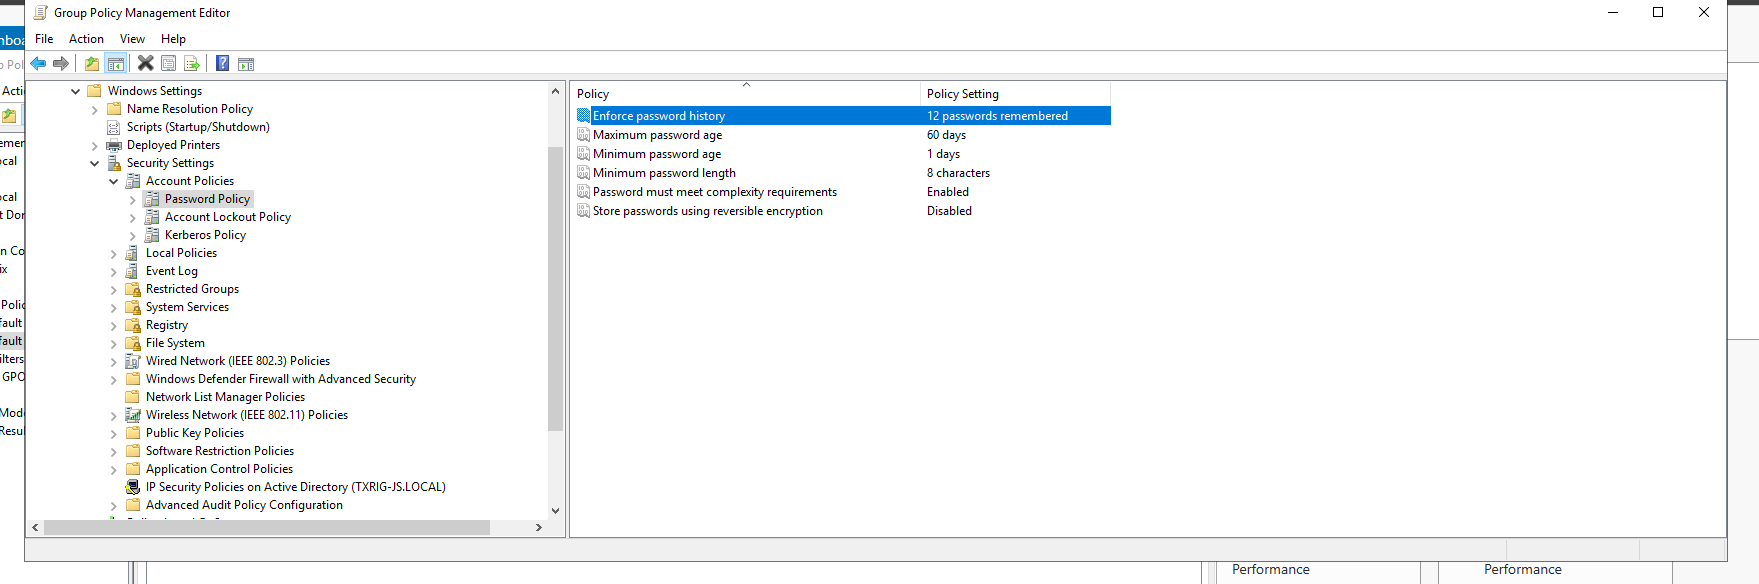 Group Policy Management Editor
File Action View Help
Windows Settings
Name Resolution Policy
Scripts (Startup/Shutdown)
Deployed Printers
Security Settings
Account Policies
Password Policy
Account Lockout Policy
Kerberos Policy
Local Policies
Event Log
Restricted Groups
System Services
Registry
File System
Wired Network (IEEE 802.3) Policies
Windows Defender Firewall with Advanced Security
Network List Manager Policies
Wireless Network (IEEE 802.11) Policies
Public Key Policies
Software Restriction Policies
Application Control Policies
IP Security Policies on Active Directory (TXRIG-JS.LOCAL)
Advanced Audit Policy Configuration
Policy Policy Setting
Enforce password history 12 passwords remembered
Maximum password age 60 days
Minimum password age 1 days
Minimum password length 8 characters
Password must meet complexity requirements Enabled
Store passwords using reversible encryption Disabled
Performance Performance